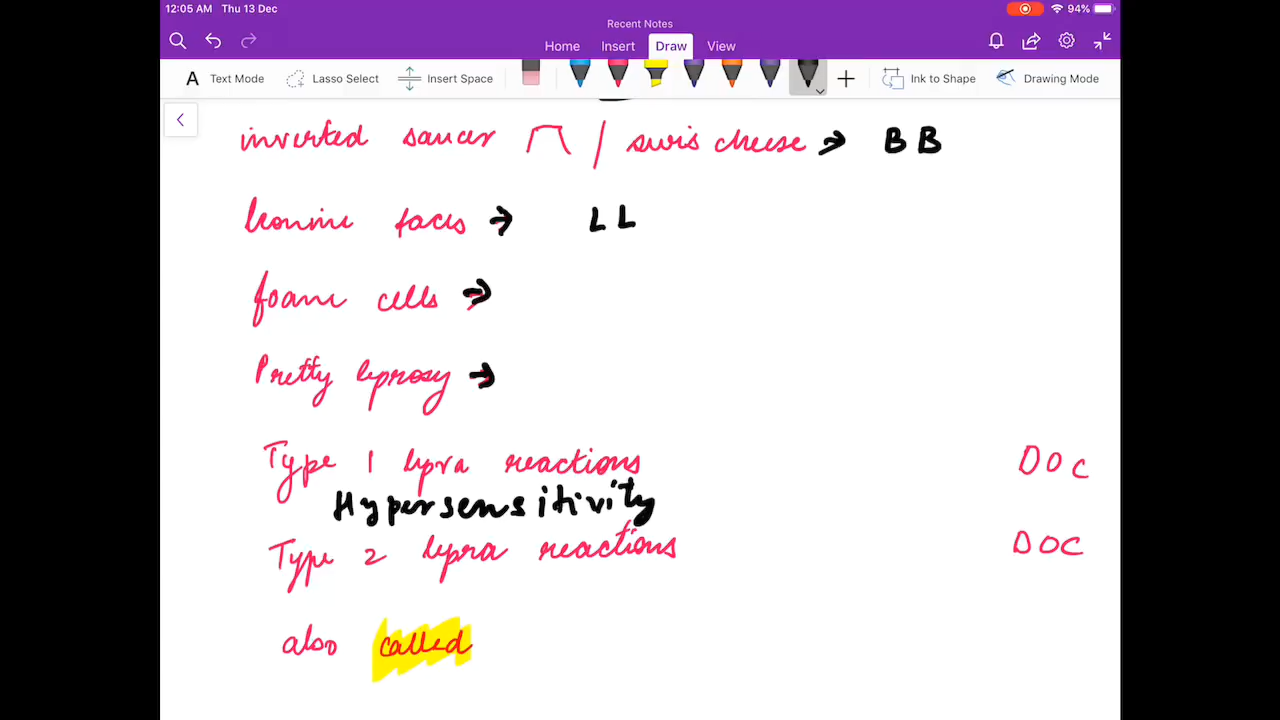 12:05 AM Thu 13 Dec 94%
Recent Notes
Home Insert Draw View
A Text Mode Lasso Select Insert Space Ink to Shape Drawing Mode
inverted saucer / swis cheese → BB
leonine faces → LL
foam cells →
Pretty leprosy →
Type 1 lepra reactions DOC
Hypersensitivity
Type 2 lepra reactions DOC
also called